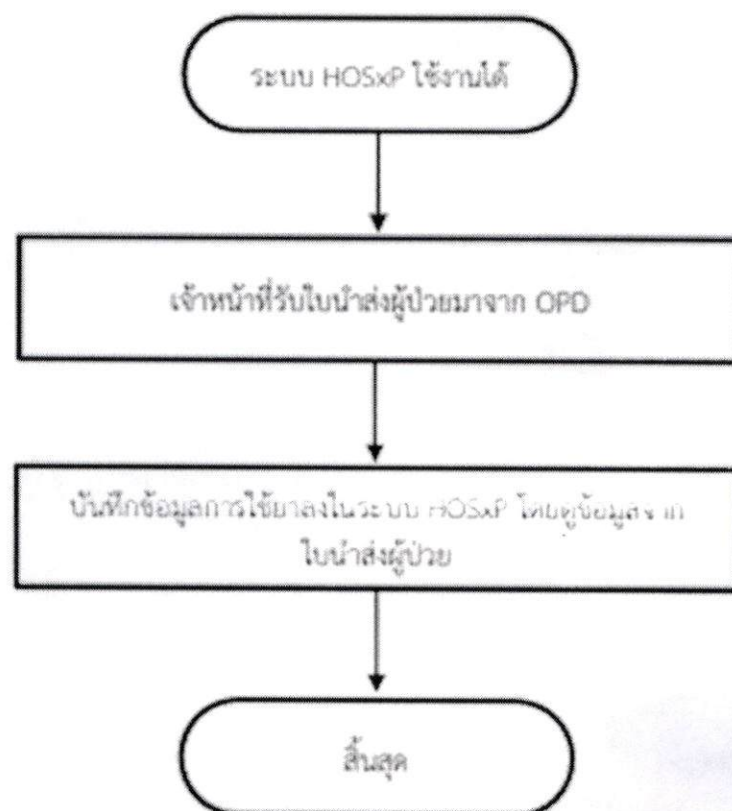 ระบบ HOSxP ใช้งานได้
เจ้าหน้าที่รับใบนำส่งผู้ป่วยมาจาก OPD
บันทึกข้อมูลการใช้ยาลงในระบบ HOSxP โดยดูข้อมูลจาก
ใบนำส่งผู้ป่วย
สิ้นสุด